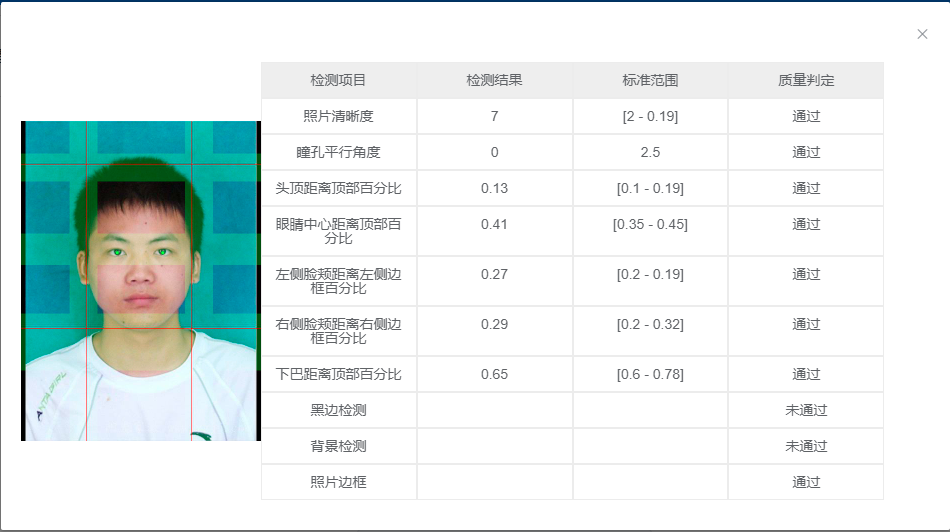 检测项目 检测结果 标准范围 质量判定
照片清晰度 7 [2 - 0.19] 通过
瞳孔平行角度 0 2.5 通过
头顶距离顶部百分比 0.13 [0.1 - 0.19] 通过
眼睛中心距离顶部百 0.41 [0.35 - 0.45] 通过
分比
左侧脸颊距离左侧边 0.27 [0.2 - 0.19] 通过
框百分比
右侧脸颊距离右侧边 0.29 [0.2 - 0.32] 通过
框百分比
下巴距离顶部百分比 0.65 [0.6 - 0.78] 通过
黑边检测 未通过
背景检测 未通过
照片边框 通过